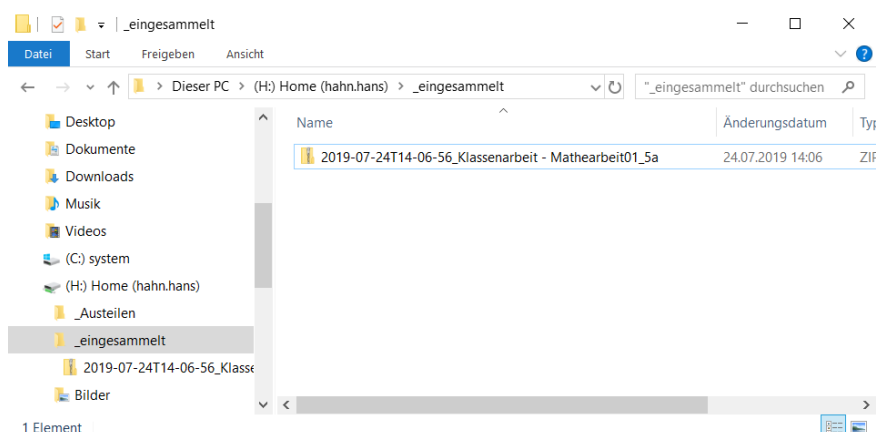 _eingesammelt
Datei Start Freigeben Ansicht
Dieser PC > (H:) Home (hahn.hans) > _eingesammelt
"_eingesammelt" durchsuchen
Desktop
Dokumente
Downloads
Musik
Videos
(C:) system
(H:) Home (hahn.hans)
_Austeilen
_eingesammelt
2019-07-24T14-06-56_Klasse
Bilder
Name Änderungsdatum Typ
2019-07-24T14-06-56_Klassenarbeit - Mathearbeit01_5a 24.07.2019 14:06 ZIP
1 Element